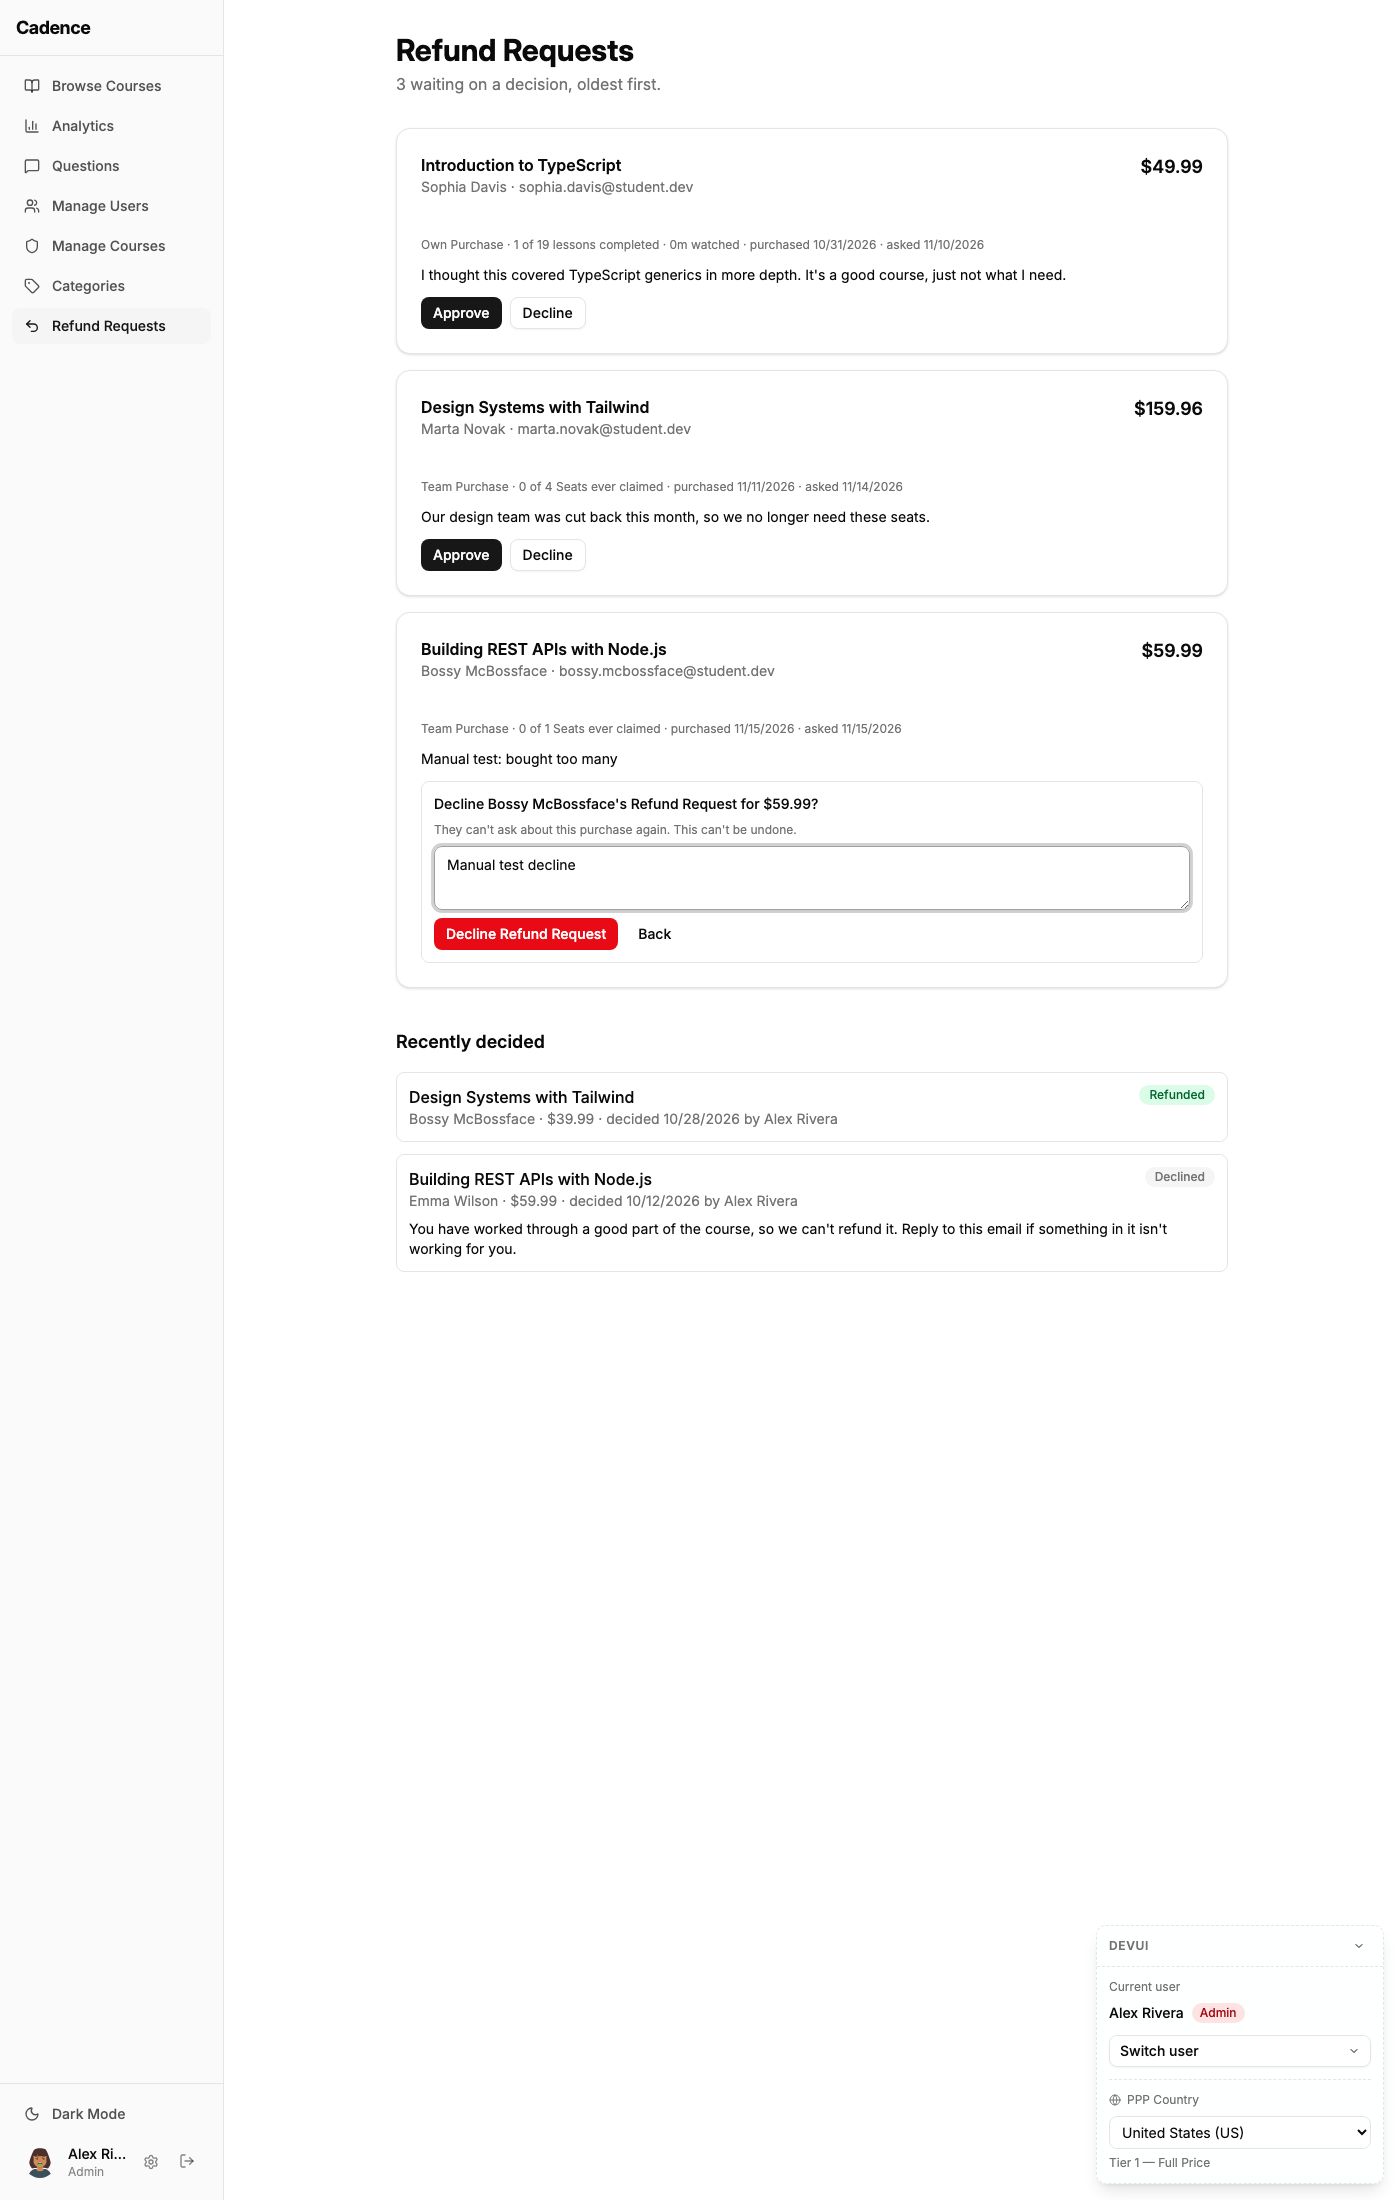 Cadence
Browse Courses
Analytics
Questions
Manage Users
Manage Courses
Categories
Refund Requests
Refund Requests
3 waiting on a decision, oldest first.
Introduction to TypeScript
$49.99
Sophia Davis · sophia.davis@student.dev
Own Purchase · 1 of 19 lessons completed · 0m watched · purchased 10/31/2026 · asked 11/10/2026
I thought this covered TypeScript generics in more depth. It's a good course, just not what I need.
Approve
Decline
Design Systems with Tailwind
$159.96
Marta Novak · marta.novak@student.dev
Team Purchase · 0 of 4 Seats ever claimed · purchased 11/11/2026 · asked 11/14/2026
Our design team was cut back this month, so we no longer need these seats.
Approve
Decline
Building REST APIs with Node.js
$59.99
Bossy McBossface · bossy.mcbossface@student.dev
Team Purchase · 0 of 1 Seats ever claimed · purchased 11/15/2026 · asked 11/15/2026
Manual test: bought too many
Decline Bossy McBossface's Refund Request for $59.99?
They can't ask about this purchase again. This can't be undone.
Manual test decline
Decline Refund Request
Back
Recently decided
Design Systems with Tailwind
Refunded
Bossy McBossface · $39.99 · decided 10/28/2026 by Alex Rivera
Building REST APIs with Node.js
Declined
Emma Wilson · $59.99 · decided 10/12/2026 by Alex Rivera
You have worked through a good part of the course, so we can't refund it. Reply to this email if something in it isn't
working for you.
DEVUI
Current user
Alex Rivera
Admin
Switch user
PPP Country
United States (US)
Tier 1 — Full Price
Dark Mode
Alex Ri...
Admin